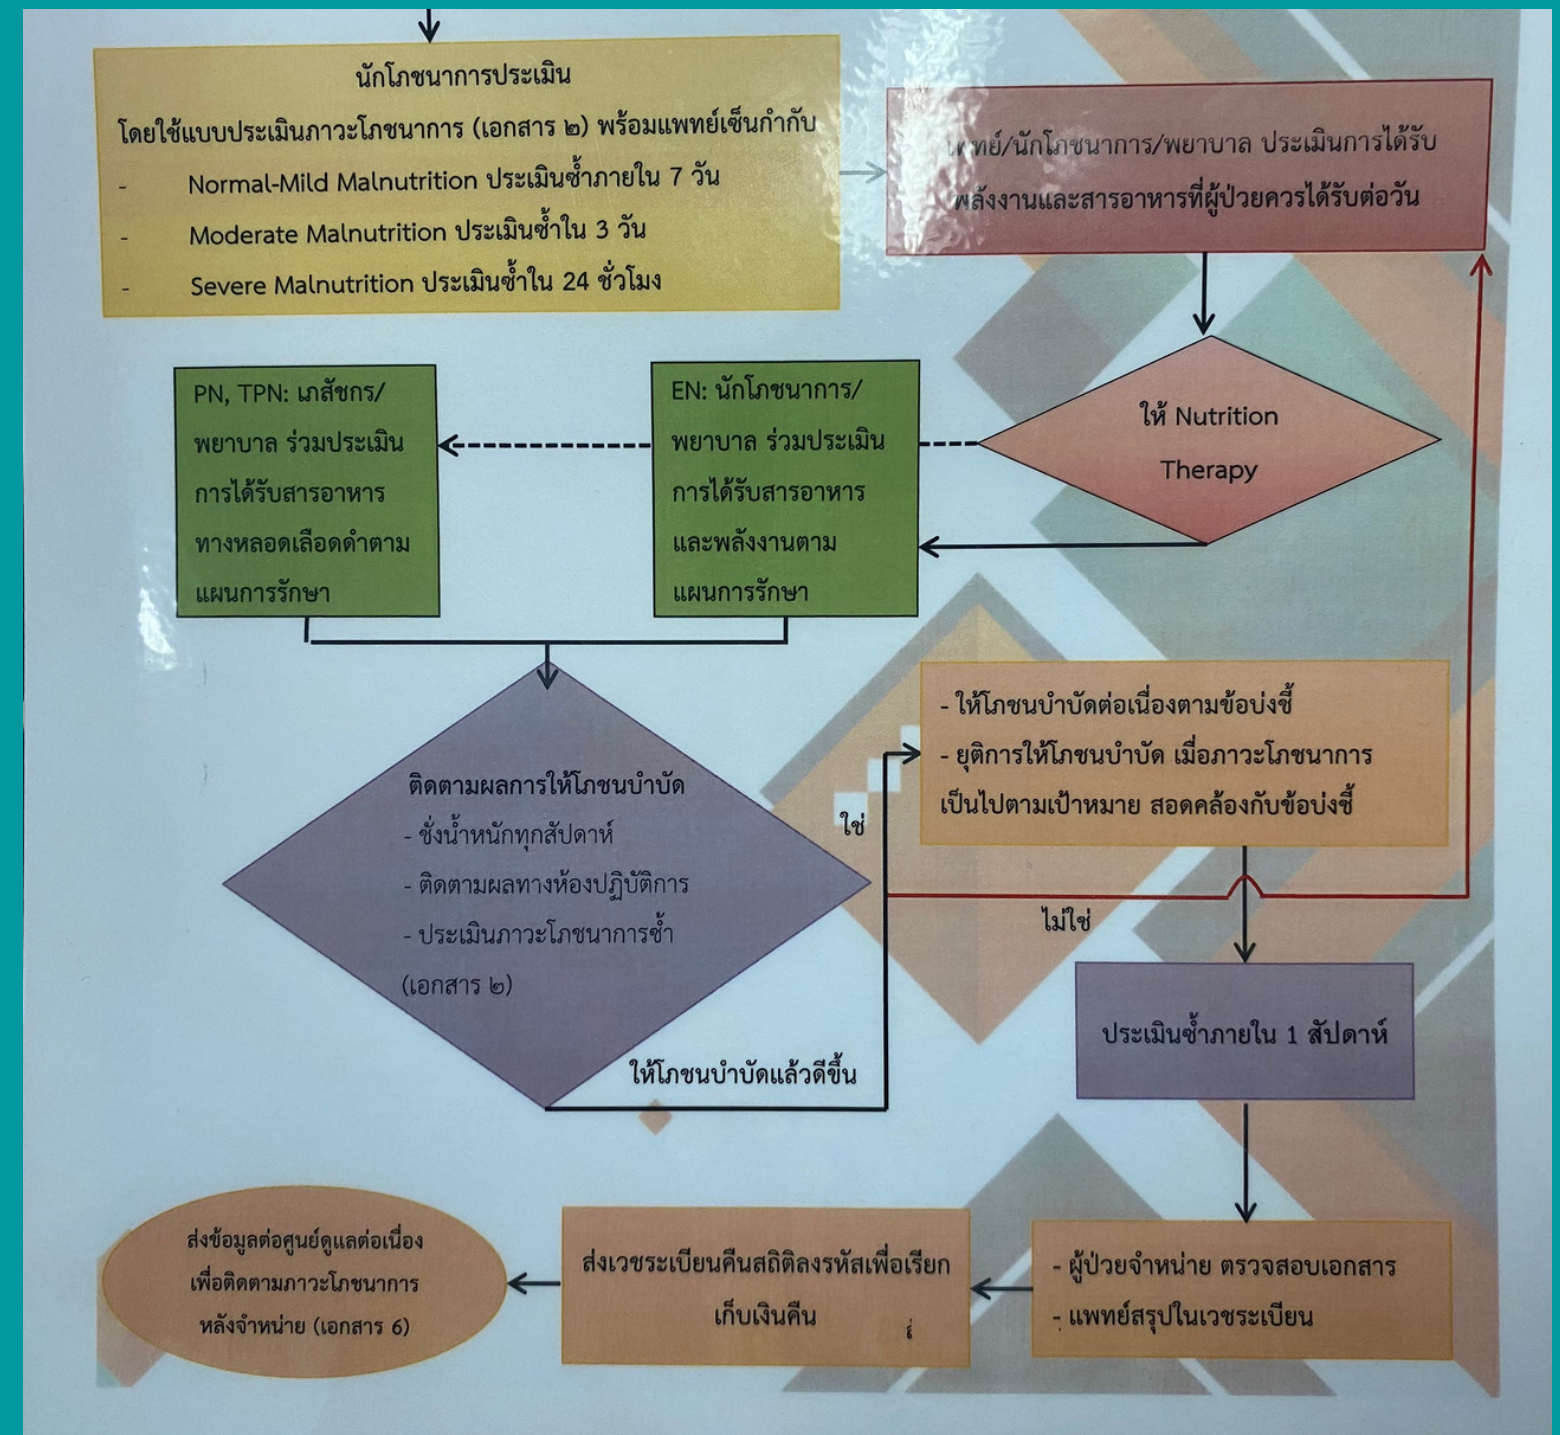 นักโภชนาการประเมิน
โดยใช้แบบประเมินภาวะโภชนาการ (เอกสาร ๒) พร้อมแพทย์เซ็นกำกับ
- Normal-Mild Malnutrition ประเมินซ้ำภายใน 7 วัน
- Moderate Malnutrition ประเมินซ้ำใน 3 วัน
- Severe Malnutrition ประเมินซ้ำใน 24 ชั่วโมง
แพทย์/นักโภชนาการ/พยาบาล ประเมินการได้รับ
พลังงานและสารอาหารที่ผู้ป่วยควรได้รับต่อวัน
ให้ Nutrition
Therapy
EN: นักโภชนาการ/
พยาบาล ร่วมประเมิน
การได้รับสารอาหาร
และพลังงานตาม
แผนการรักษา
PN, TPN: เภสัชกร/
พยาบาล ร่วมประเมิน
การได้รับสารอาหาร
ทางหลอดเลือดดำตาม
แผนการรักษา
ติดตามผลการให้โภชนบำบัด
- ชั่งน้ำหนักทุกสัปดาห์
- ติดตามผลทางห้องปฏิบัติการ
- ประเมินภาวะโภชนาการซ้ำ
(เอกสาร ๒)
ให้โภชนบำบัดแล้วดีขึ้น
ใช่
- ให้โภชนบำบัดต่อเนื่องตามข้อบ่งชี้
- ยุติการให้โภชนบำบัด เมื่อภาวะโภชนาการ
เป็นไปตามเป้าหมาย สอดคล้องกับข้อบ่งชี้
ไม่ใช่
ประเมินซ้ำภายใน 1 สัปดาห์
- ผู้ป่วยจำหน่าย ตรวจสอบเอกสาร
- แพทย์สรุปในเวชระเบียน
ส่งเวชระเบียนคืนสถิติลงรหัสเพื่อเรียก
เก็บเงินคืน
ส่งข้อมูลต่อศูนย์ดูแลต่อเนื่อง
เพื่อติดตามภาวะโภชนาการ
หลังจำหน่าย (เอกสาร 6)